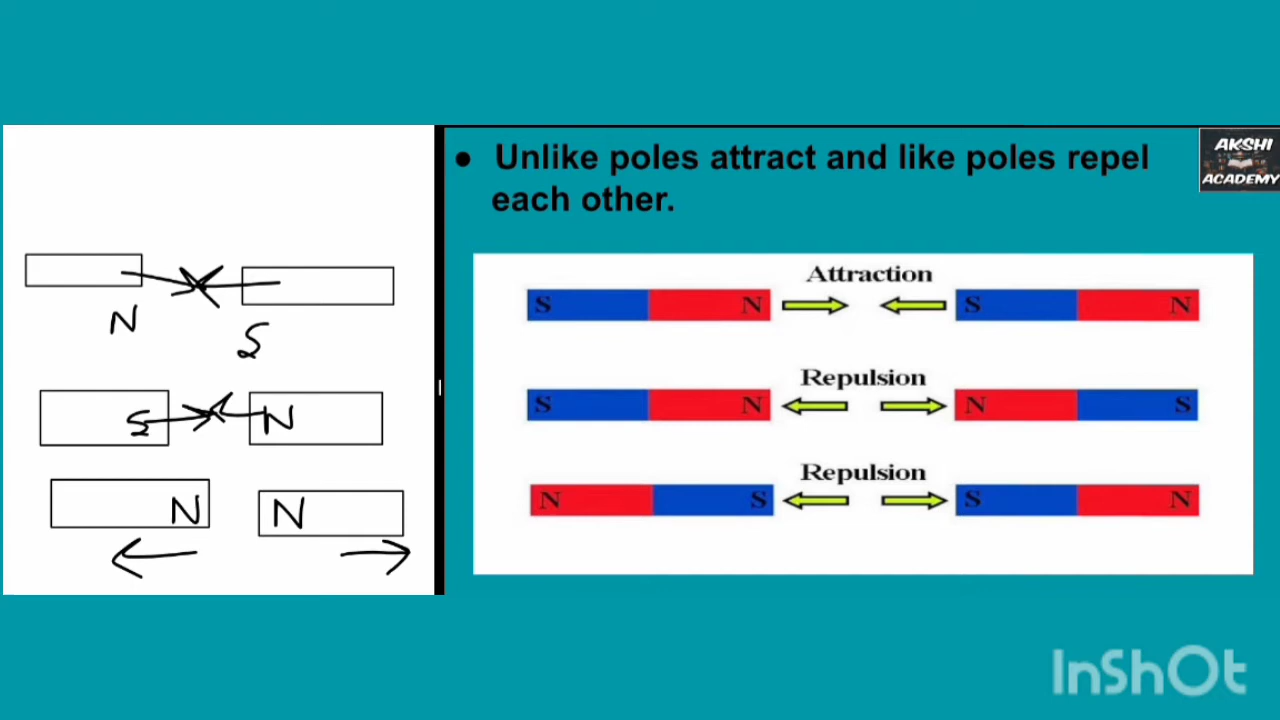 ● Unlike poles attract and like poles repel
each other.
AKSHI
ACADEMY
N
S
S N
N N
Attraction
S N S N
Repulsion
S N N S
Repulsion
N S S N
InShOt